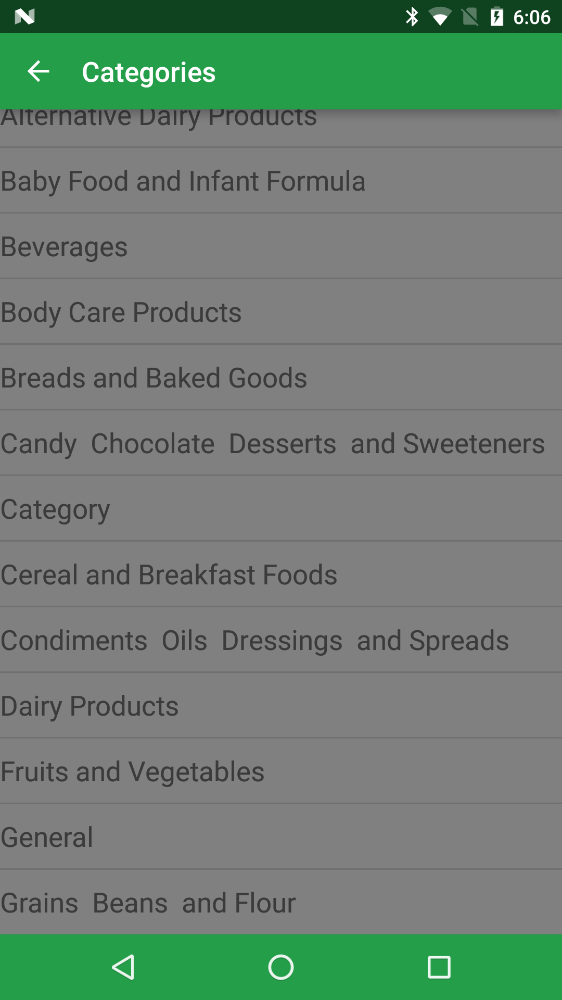 6:06
Categories
Alternative Dairy Products
Baby Food and Infant Formula
Beverages
Body Care Products
Breads and Baked Goods
Candy  Chocolate  Desserts  and Sweeteners
Category
Cereal and Breakfast Foods
Condiments  Oils  Dressings  and Spreads
Dairy Products
Fruits and Vegetables
General
Grains  Beans  and Flour